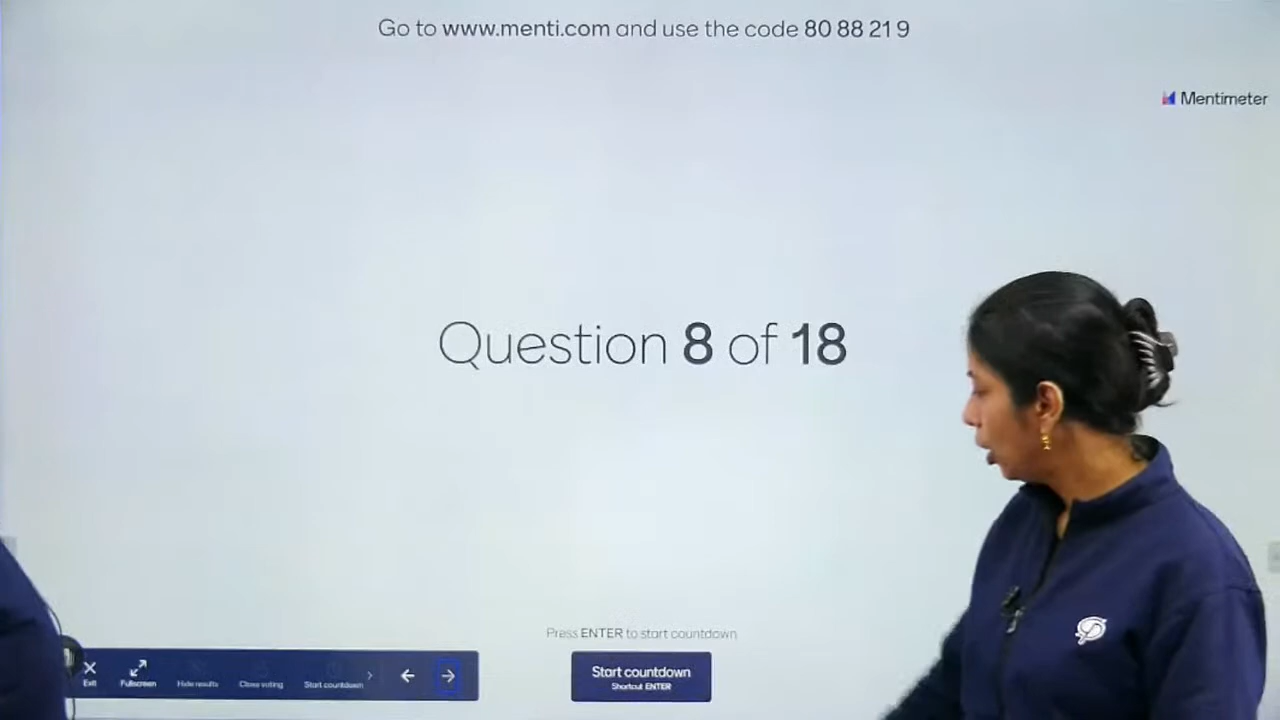 Go to www.menti.com and use the code 80 88 21 9
Mentimeter
Question 8 of 18
Press ENTER to start countdown
Start countdown
Shortcut ENTER
Exit
Fullscreen
Hide results
Close voting
Start countdown